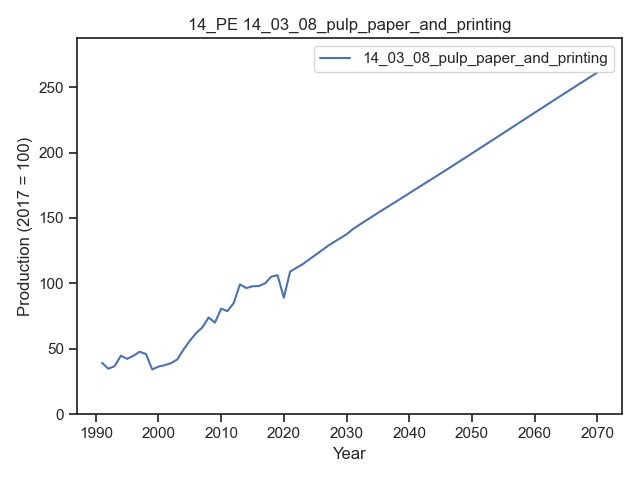 14_PE 14_03_08_pulp_paper_and_printing
14_03_08_pulp_paper_and_printing
Production (2017 = 100)
250
200
150
100
50
0
1990 2000 2010 2020 2030 2040 2050 2060 2070
Year